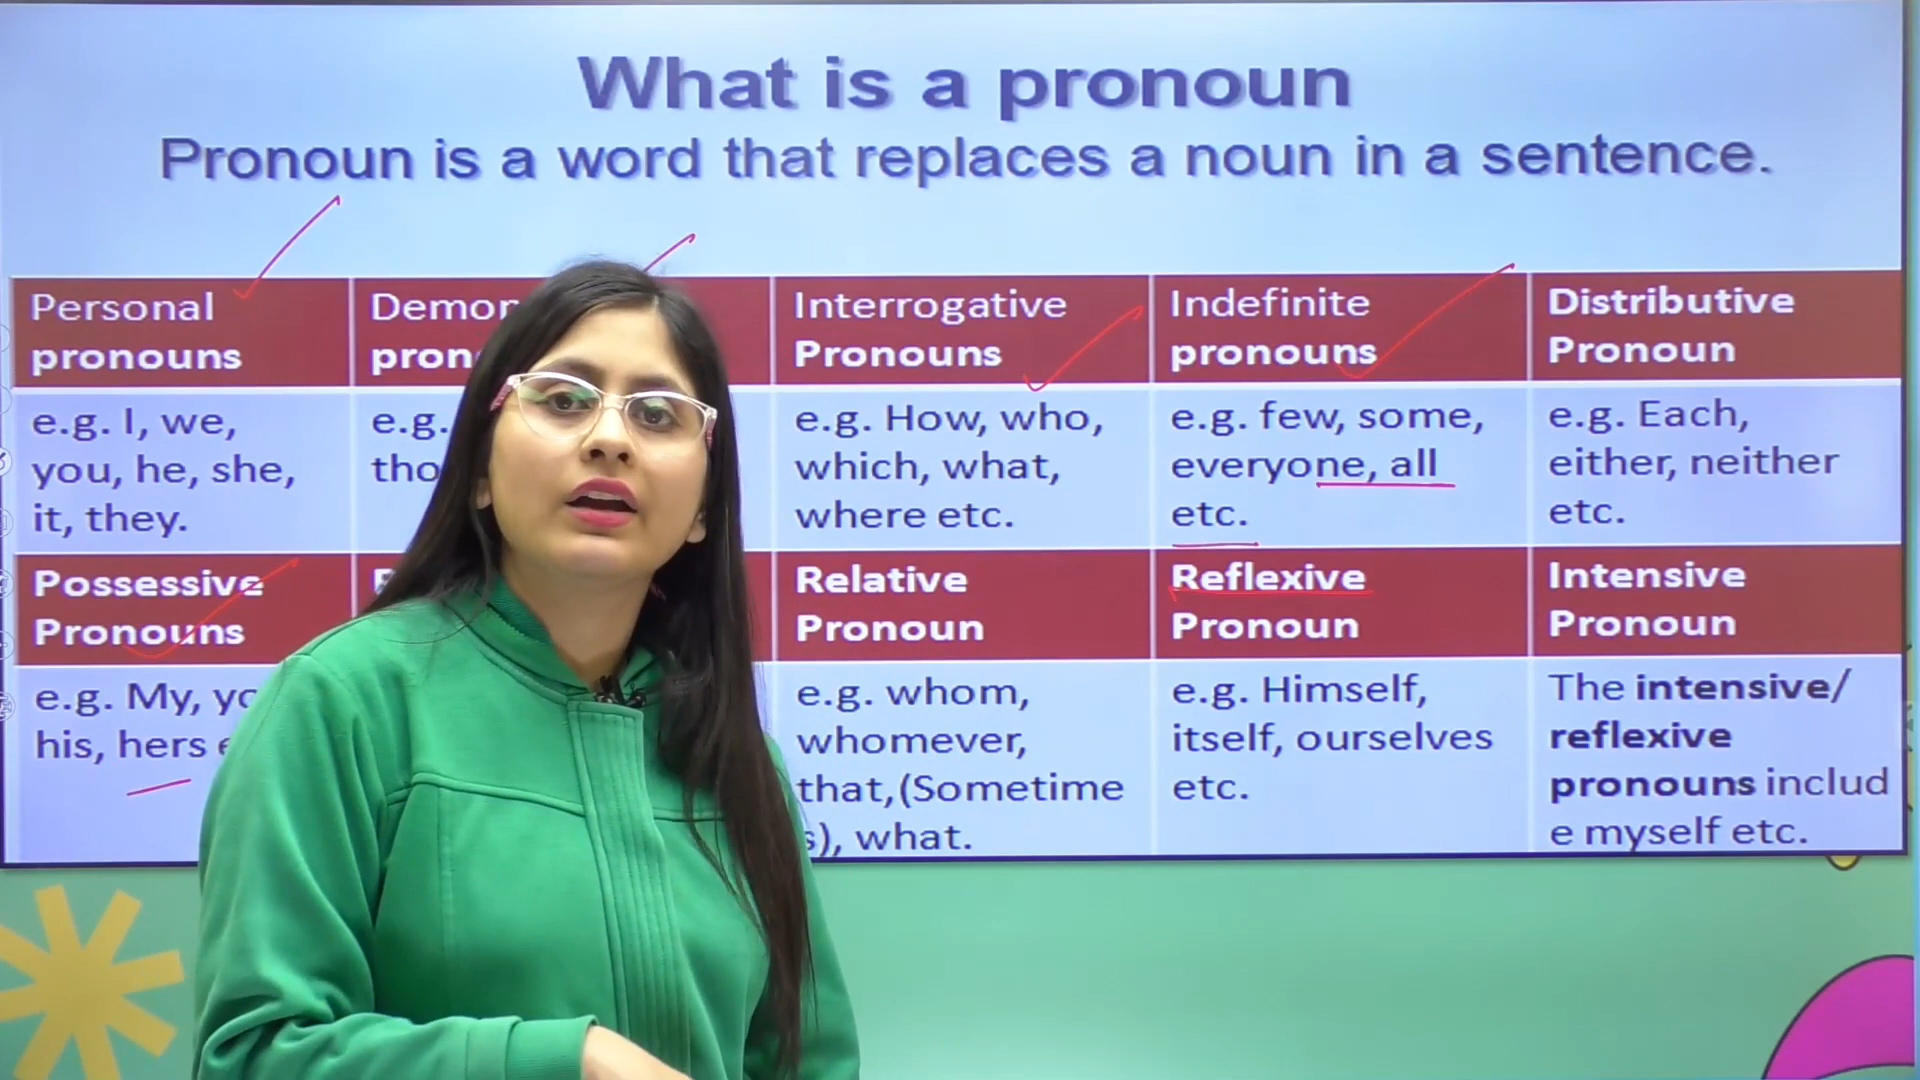 What is a pronoun
Pronoun is a word that replaces a noun in a sentence.
Personal
pronouns
e.g. I, we,
you, he, she,
it, they.
e.g.
Interrogative
Pronouns
e.g. How, who,
which, what,
where etc.
Indefinite
pronouns
e.g. few, some,
everyone, all
etc.
Distributive
Pronoun
e.g. Each,
either, neither
etc.
Possessive
Pronouns
e.g. My,
his, hers
Relative
Pronoun
e.g. whom,
whomever,
that,(Sometime
s), what.
Reflexive
Pronoun
e.g. Himself,
itself, ourselves
etc.
Intensive
Pronoun
The intensive/
reflexive
pronouns includ
e myself etc.